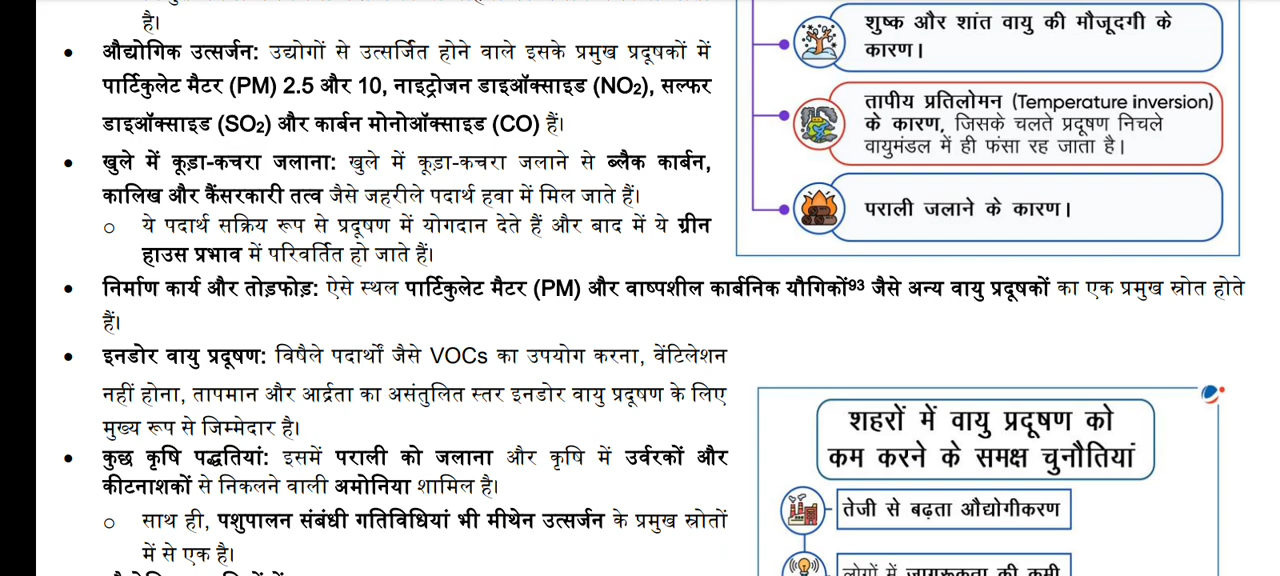 है।
औद्योगिक उत्सर्जन: उद्योगों से उत्सर्जित होने वाले इसके प्रमुख प्रदूषकों में
पार्टिकुलेट मैटर (PM) 2.5 और 10, नाइट्रोजन डाइऑक्साइड (NO2), सल्फर
डाइऑक्साइड (SO2) और कार्बन मोनोऑक्साइड (CO) हैं।
खुले में कूड़ा-कचरा जलाना: खुले में कूड़ा-कचरा जलाने से ब्लैक कार्बन,
कालिख और कैंसरकारी तत्व जैसे जहरीले पदार्थ हवा में मिल जाते हैं।
ये पदार्थ सक्रिय रूप से प्रदूषण में योगदान देते हैं और बाद में ये ग्रीन
हाउस प्रभाव में परिवर्तित हो जाते हैं।
शुष्क और शांत वायु की मौजूदगी के
कारण।
तापीय प्रतिलोमन (Temperature inversion)
के कारण, जिसके चलते प्रदूषण निचले
वायुमंडल में ही फंसा रह जाता है।
पराली जलाने के कारण।
निर्माण कार्य और तोड़फोड़: ऐसे स्थल पार्टिकुलेट मैटर (PM) और वाष्पशील कार्बनिक यौगिकों93 जैसे अन्य वायु प्रदूषकों का एक प्रमुख स्रोत होते
हैं।
इनडोर वायु प्रदूषण: विषैले पदार्थों जैसे VOCs का उपयोग करना, वेंटिलेशन
नहीं होना, तापमान और आर्द्रता का असंतुलित स्तर इनडोर वायु प्रदूषण के लिए
मुख्य रूप से जिम्मेदार है।
कुछ कृषि पद्धतियां: इसमें पराली को जलाना और कृषि में उर्वरकों और
कीटनाशकों से निकलने वाली अमोनिया शामिल है।
साथ ही, पशुपालन संबंधी गतिविधियां भी मीथेन उत्सर्जन के प्रमुख स्रोतों
में से एक है।
शहरों में वायु प्रदूषण को
कम करने के समक्ष चुनौतियां
तेजी से बढ़ता औद्योगीकरण
लोगों में जागरूकता की कमी